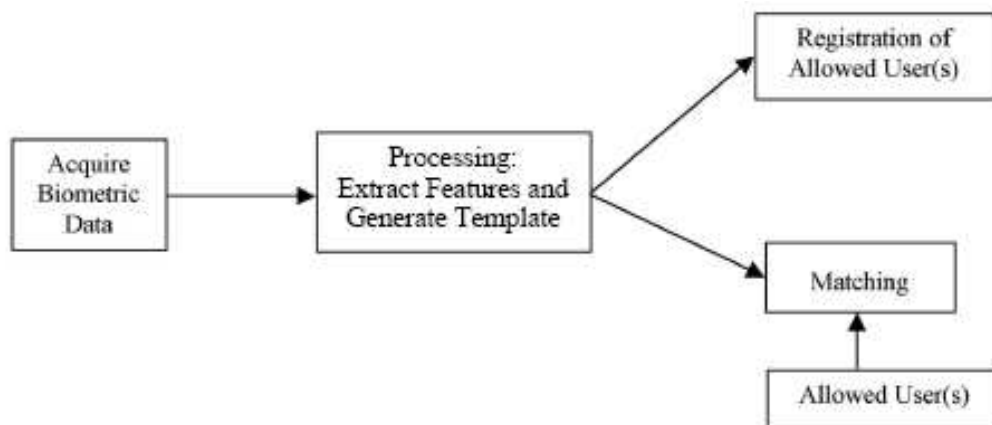 Acquire
Biometric
Data
Processing:
Extract Features and
Generate Template
Registration of
Allowed User(s)
Matching
Allowed User(s)